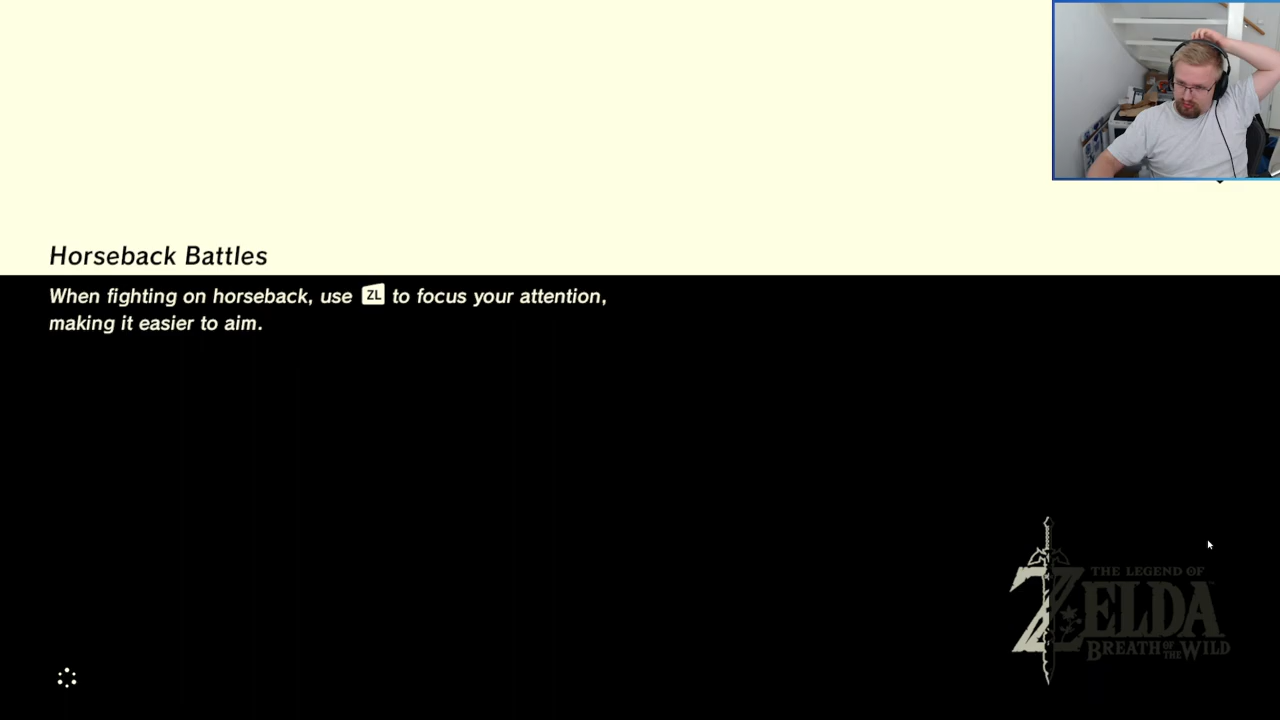 Horseback Battles
When fighting on horseback, use ZL to focus your attention,
making it easier to aim.
THE LEGEND OF
ZELDA
BREATH OF THE WILD